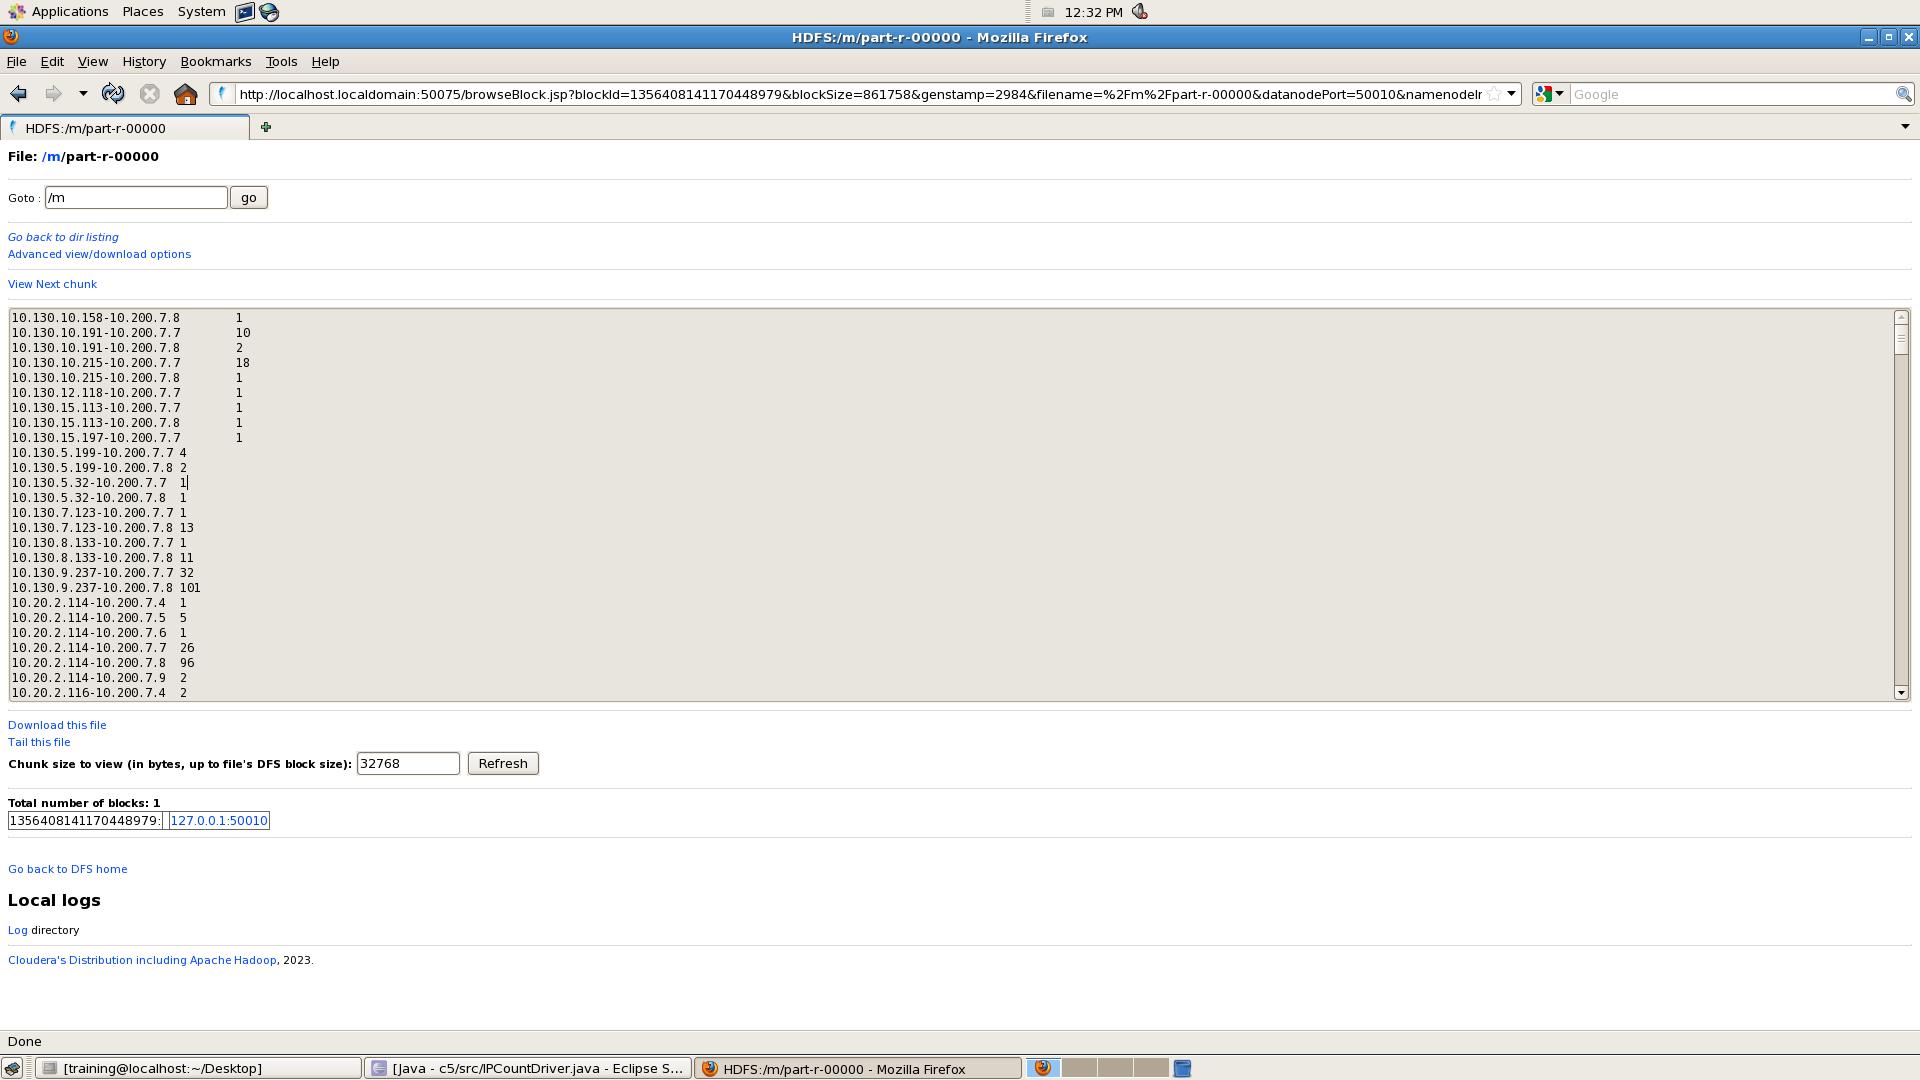 Applications Places System 12:32 PM
HDFS:/m/part-r-00000 - Mozilla Firefox
File Edit View History Bookmarks Tools Help
http://localhost.localdomain:50075/browseBlock.jsp?blockId=1356408141170448979&blockSize=861758&genstamp=2984&filename=%2Fm%2Fpart-r-00000&datanodePort=50010&namenodeIr Google
HDFS:/m/part-r-00000
File: /m/part-r-00000
Goto : /m go
Go back to dir listing
Advanced view/download options
View Next chunk
10.130.10.158-10.200.7.8 1
10.130.10.191-10.200.7.7 10
10.130.10.191-10.200.7.8 2
10.130.10.215-10.200.7.7 18
10.130.10.215-10.200.7.8 1
10.130.12.118-10.200.7.7 1
10.130.15.113-10.200.7.7 1
10.130.15.113-10.200.7.8 1
10.130.15.197-10.200.7.7 1
10.130.5.199-10.200.7.7 4
10.130.5.199-10.200.7.8 2
10.130.5.32-10.200.7.7 1
10.130.5.32-10.200.7.8 1
10.130.7.123-10.200.7.7 1
10.130.7.123-10.200.7.8 13
10.130.8.133-10.200.7.7 1
10.130.8.133-10.200.7.8 11
10.130.9.237-10.200.7.7 32
10.130.9.237-10.200.7.8 101
10.20.2.114-10.200.7.4 1
10.20.2.114-10.200.7.5 5
10.20.2.114-10.200.7.6 1
10.20.2.114-10.200.7.7 26
10.20.2.114-10.200.7.8 96
10.20.2.114-10.200.7.9 2
10.20.2.116-10.200.7.4 2
Download this file
Tail this file
Chunk size to view (in bytes, up to file's DFS block size): 32768 Refresh
Total number of blocks: 1
1356408141170448979: 127.0.0.1:50010
Go back to DFS home
Local logs
Log directory
Cloudera's Distribution including Apache Hadoop, 2023.
Done
[training@localhost:~/Desktop] [Java - c5/src/IPCountDriver.java - Eclipse S... HDFS:/m/part-r-00000 - Mozilla Firefox